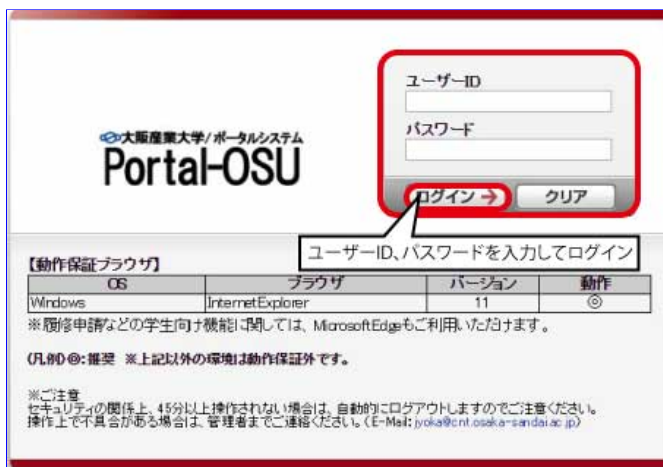 ユーザーID
パスワード
大阪産業大学/ポータルシステム
Portal-OSU
ログイン→ クリア
ユーザーID、パスワードを入力してログイン
【動作保証ブラウザ】
OS ブラウザ バージョン 動作
Windows InternetExplorer 11 ◎
※履修申請などの学生向け機能に関しては、MicrosoftEdgeもご利用いただけます。
(凡例)◎:推奨 ※上記以外の環境は動作保証外です。
※ご注意
セキュリティの関係上、45分以上操作されない場合は、自動的にログアウトしますのでご注意ください。
操作上で不具合がある場合は、管理者までご連絡ください。(E-Mail:jyoka@cnt.osaka-sandai.ac.jp)